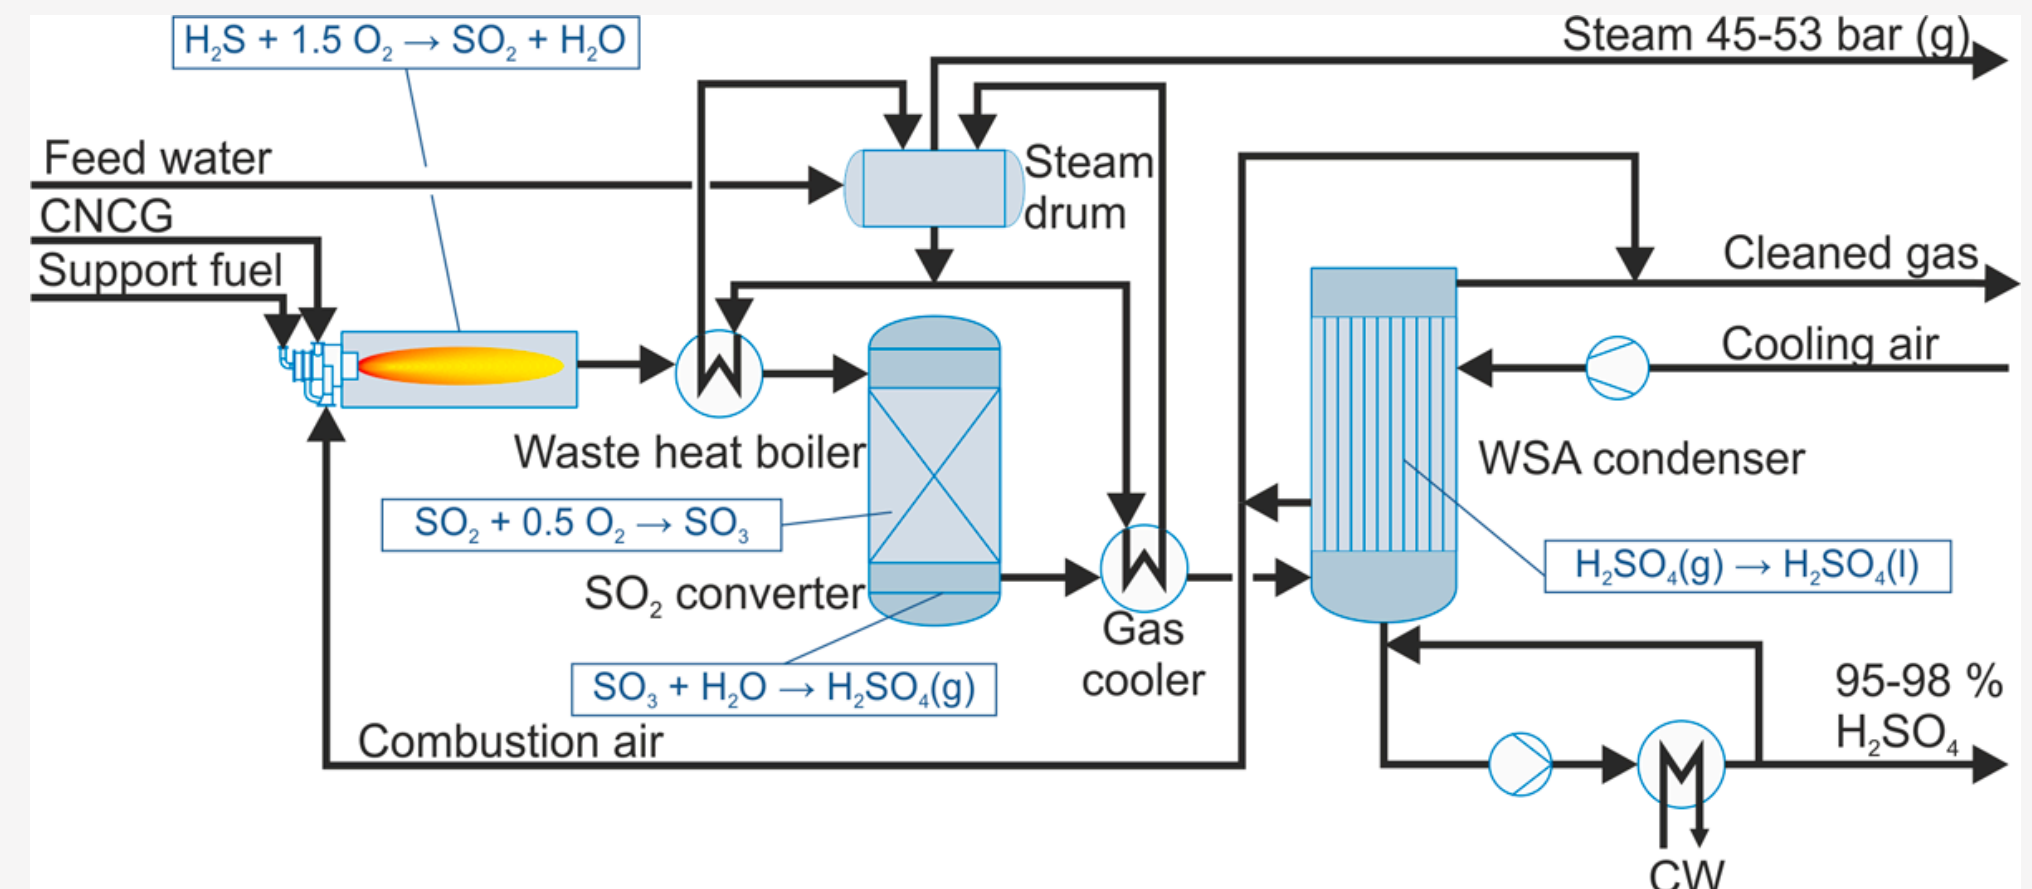 H₂S + 1.5 O₂ → SO₂ + H₂O
Steam 45-53 bar (g)
Feed water
Steam
drum
CNCG
Support fuel
Cleaned gas
Cooling air
Waste heat boiler
WSA condenser
SO₂ + 0.5 O₂ → SO₃
H₂SO₄(g) → H₂SO₄(l)
SO₂ converter
Gas
cooler
SO₃ + H₂O → H₂SO₄(g)
95-98 %
H₂SO₄
Combustion air
CW